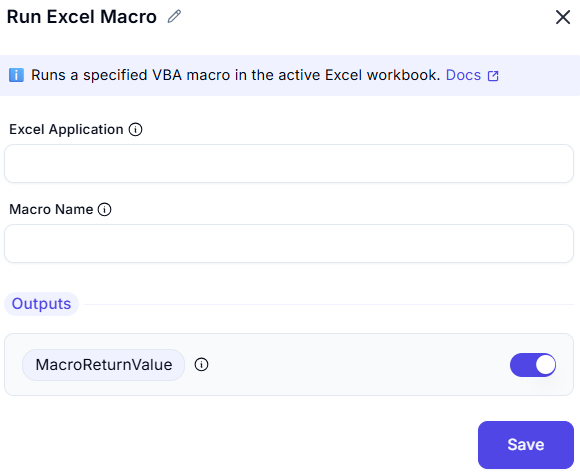 Run Excel Macro
Runs a specified VBA macro in the active Excel workbook. Docs
Excel Application
Macro Name
Outputs
MacroReturnValue
Save